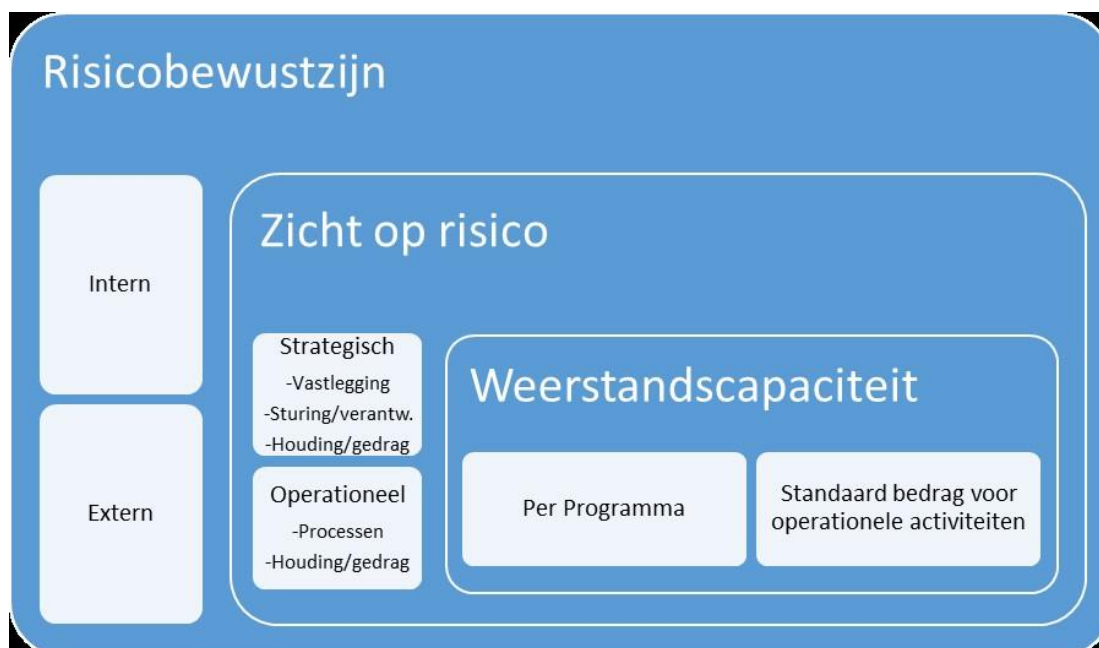 Risicobewustzijn
Intern
Extern
Zicht op risico
Strategisch
-Vastlegging
-Sturing/verantw.
-Houding/gedrag
Operationeel
-Processen
-Houding/gedrag
Weerstandscapaciteit
Per Programma
Standaard bedrag voor
operationele activiteiten